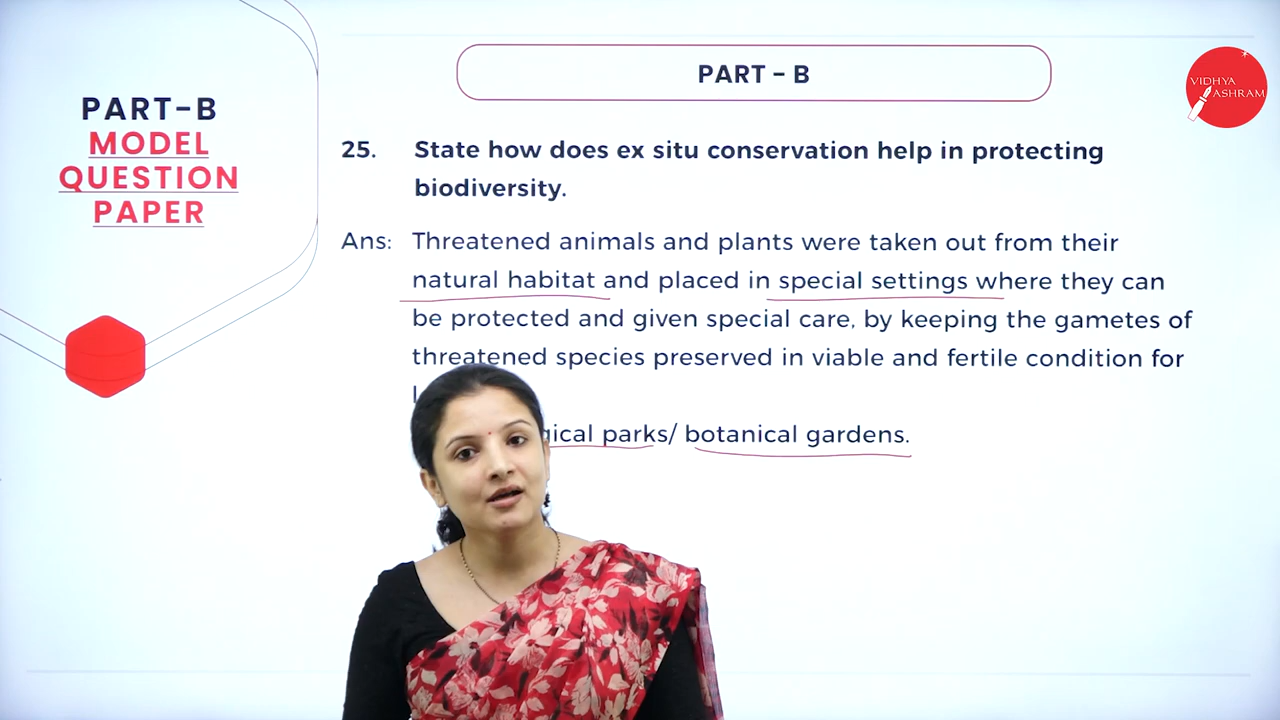 PART-B
MODEL
QUESTION
PAPER
PART – B
VIDHYA
ASHRAM
25. State how does ex situ conservation help in protecting
biodiversity.
Ans: Threatened animals and plants were taken out from their
natural habitat and placed in special settings where they can
be protected and given special care, by keeping the gametes of
threatened species preserved in viable and fertile condition for
parks/ botanical gardens.